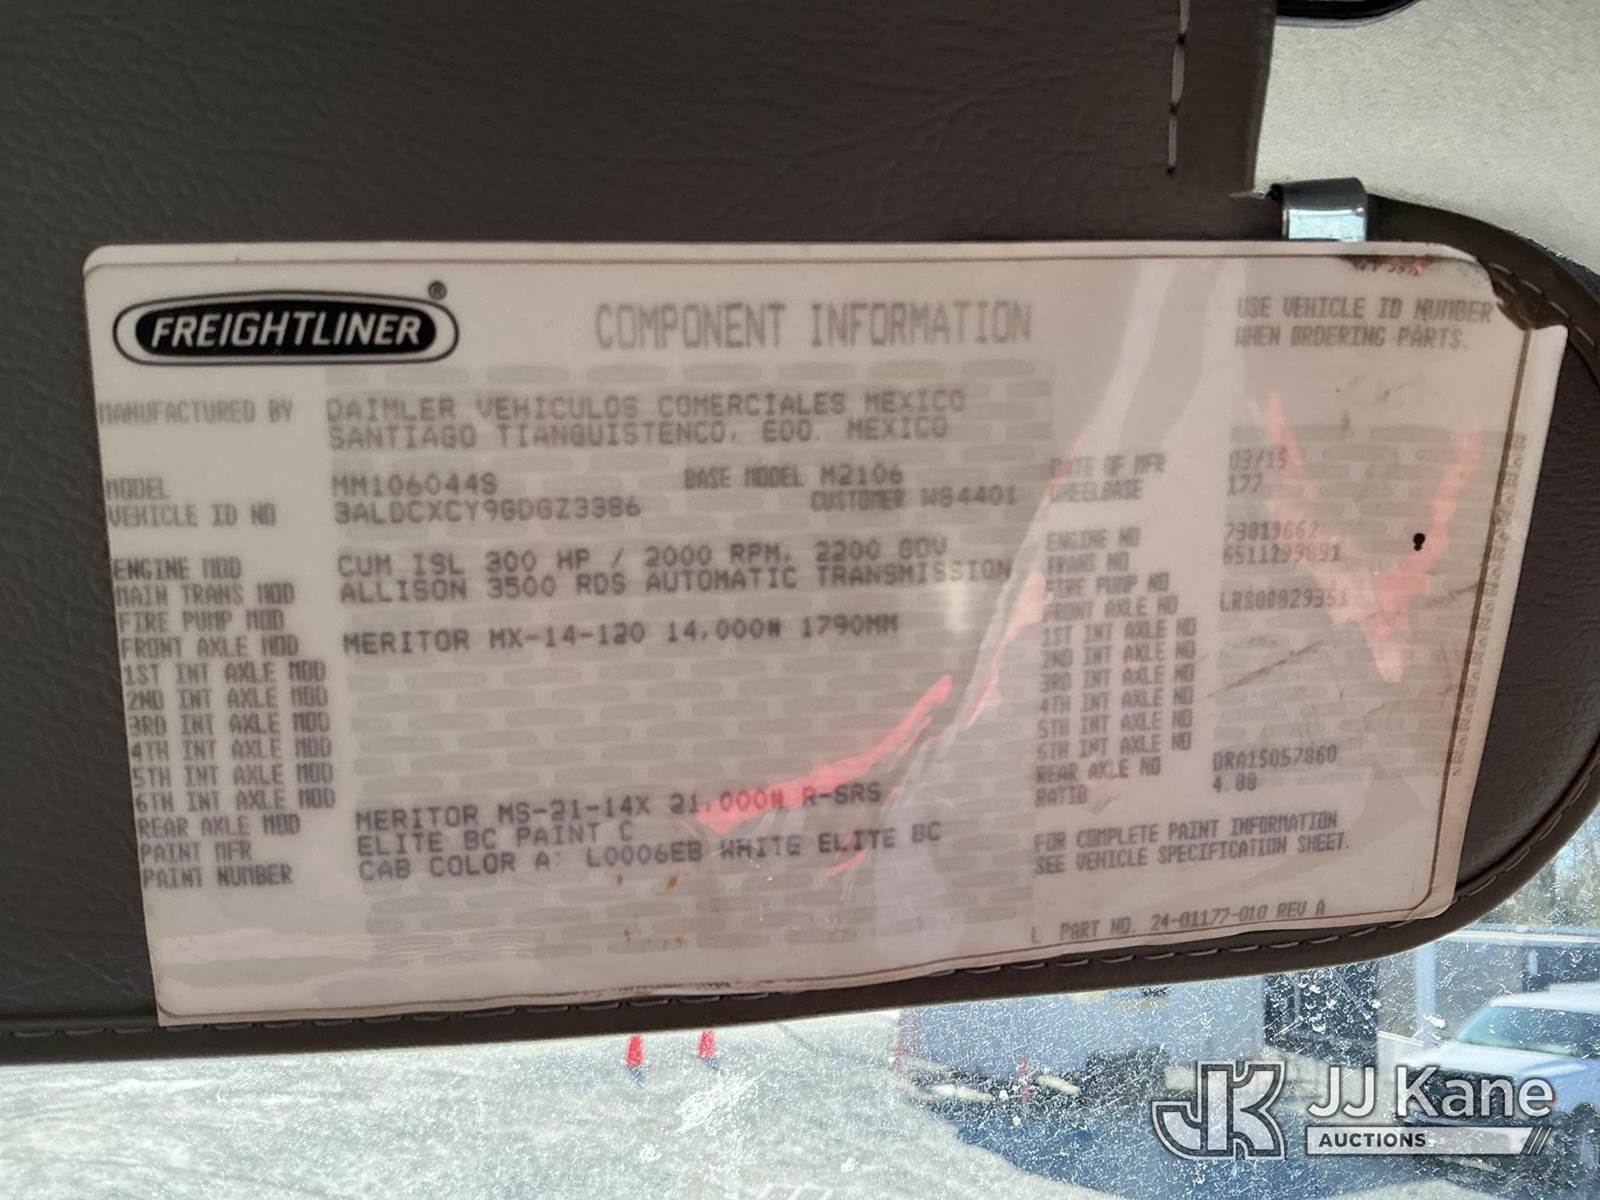 FREIGHTLINER ®
COMPONENT INFORMATION
USE VEHICLE ID NUMBER
WHEN ORDERING PARTS.
MANUFACTURED BY DAIMLER VEHICULOS COMERCIALES MEXICO
SANTIAGO TIANGUISTENCO, EDO. MEXICO
MODEL MM106044S BASE MODEL M2106
VEHICLE ID NO 3ALDCXCY9GDGZ3386 CUSTOMER W84401
ENGINE MOD CUM ISL 300 HP / 2000 RPM, 2200 GOV
MAIN TRANS MOD ALLISON 3500 RDS AUTOMATIC TRANSMISSION
FIRE PUMP MOD
FRONT AXLE MOD MERITOR MX-14-120 14,000# 1790MM
1ST INT AXLE MOD
2ND INT AXLE MOD
3RD INT AXLE MOD
4TH INT AXLE MOD
5TH INT AXLE MOD
6TH INT AXLE MOD
REAR AXLE MOD MERITOR MS-21-14X 21,000# R-SRS
PAINT MFR ELITE BC PAINT C
PAINT NUMBER CAB COLOR A: L0006EB WHITE ELITE BC
DATE OF MFR 03/15
WHEELBASE 177
ENGINE NO 73813662
TRANS NO 6511299891
FIRE PUMP NO
FRONT AXLE NO
1ST INT AXLE NO
2ND INT AXLE NO
3RD INT AXLE NO
4TH INT AXLE NO
5TH INT AXLE NO
6TH INT AXLE NO
REAR AXLE NO DRA15057860
RATIO 4.88
FOR COMPLETE PAINT INFORMATION
SEE VEHICLE SPECIFICATION SHEET.
L PART NO. 24-01177-010 REV A
JK JJ Kane
AUCTIONS